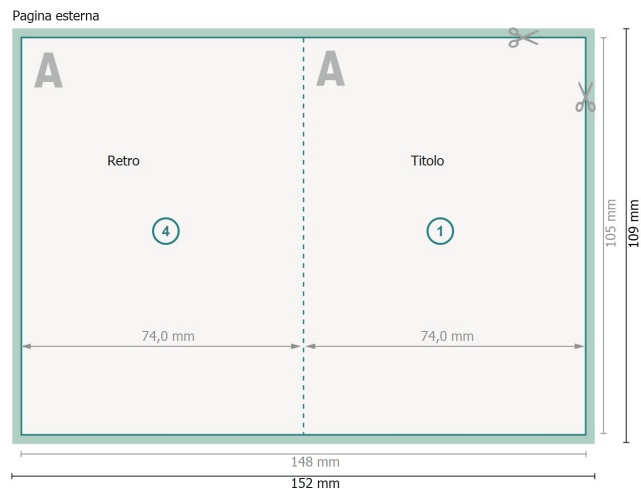 Pagina esterna
A
A
Retro
Titolo
4
1
105 mm
109 mm
74,0 mm
74,0 mm
148 mm
152 mm